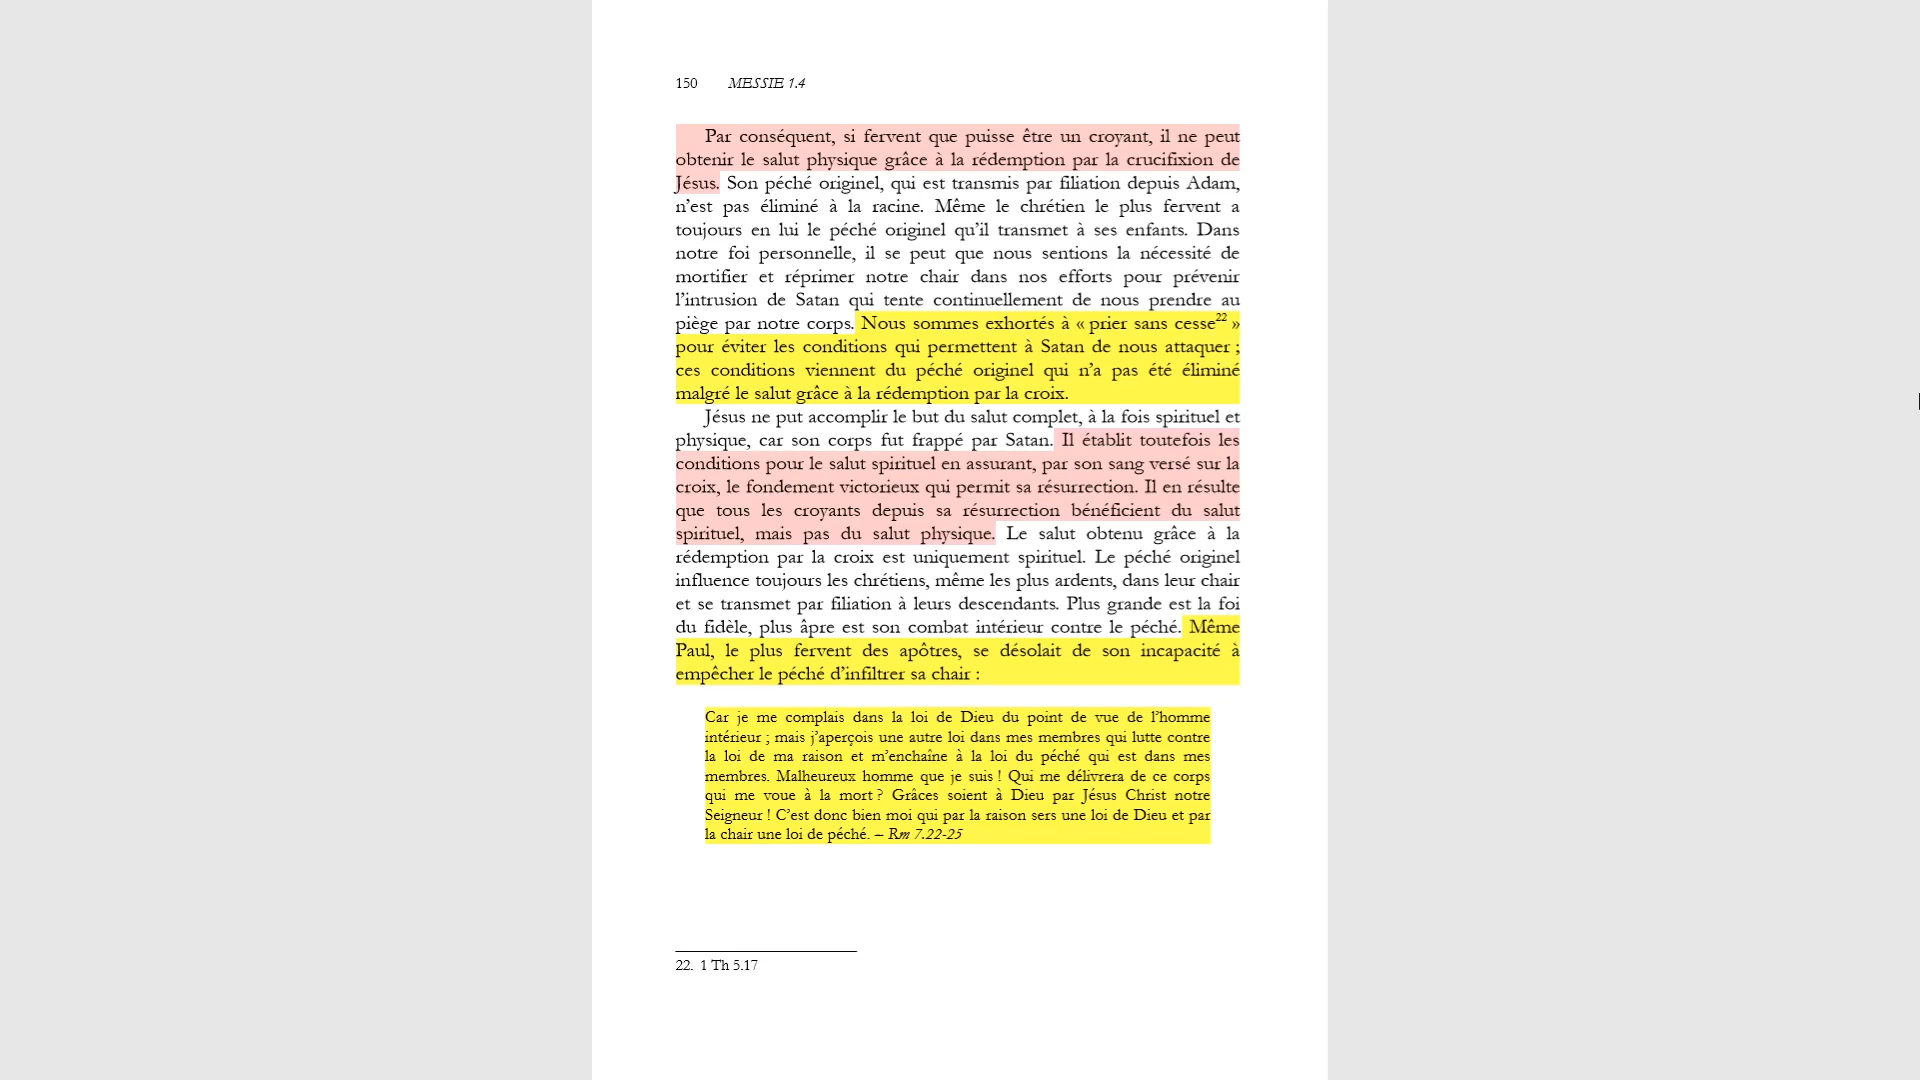 150 MESSIE 1.4
Par conséquent, si fervent que puisse être un croyant, il ne peut
obtenir le salut physique grâce à la rédemption par la crucifixion de
Jésus. Son péché originel, qui est transmis par filiation depuis Adam,
n’est pas éliminé à la racine. Même le chrétien le plus fervent a
toujours en lui le péché originel qu’il transmet à ses enfants. Dans
notre foi personnelle, il se peut que nous sentions la nécessité de
mortifier et réprimer notre chair dans nos efforts pour prévenir
l’intrusion de Satan qui tente continuellement de nous prendre au
piège par notre corps. Nous sommes exhortés à « prier sans cesse22 »
pour éviter les conditions qui permettent à Satan de nous attaquer ;
ces conditions viennent du péché originel qui n’a pas été éliminé
malgré le salut grâce à la rédemption par la croix.
Jésus ne put accomplir le but du salut complet, à la fois spirituel et
physique, car son corps fut frappé par Satan. Il établit toutefois les
conditions pour le salut spirituel en assurant, par son sang versé sur la
croix, le fondement victorieux qui permit sa résurrection. Il en résulte
que tous les croyants depuis sa résurrection bénéficient du salut
spirituel, mais pas du salut physique. Le salut obtenu grâce à la
rédemption par la croix est uniquement spirituel. Le péché originel
influence toujours les chrétiens, même les plus ardents, dans leur chair
et se transmet par filiation à leurs descendants. Plus grande est la foi
du fidèle, plus âpre est son combat intérieur contre le péché. Même
Paul, le plus fervent des apôtres, se désolait de son incapacité à
empêcher le péché d’infiltrer sa chair :
Car je me complais dans la loi de Dieu du point de vue de l’homme
intérieur ; mais j’aperçois une autre loi dans mes membres qui lutte contre
la loi de ma raison et m’enchaîne à la loi du péché qui est dans mes
membres. Malheureux homme que je suis ! Qui me délivrera de ce corps
qui me voue à la mort ? Grâces soient à Dieu par Jésus Christ notre
Seigneur ! C’est donc bien moi qui par la raison sers une loi de Dieu et par
la chair une loi de péché. – Rm 7.22-25
22. 1 Th 5.17